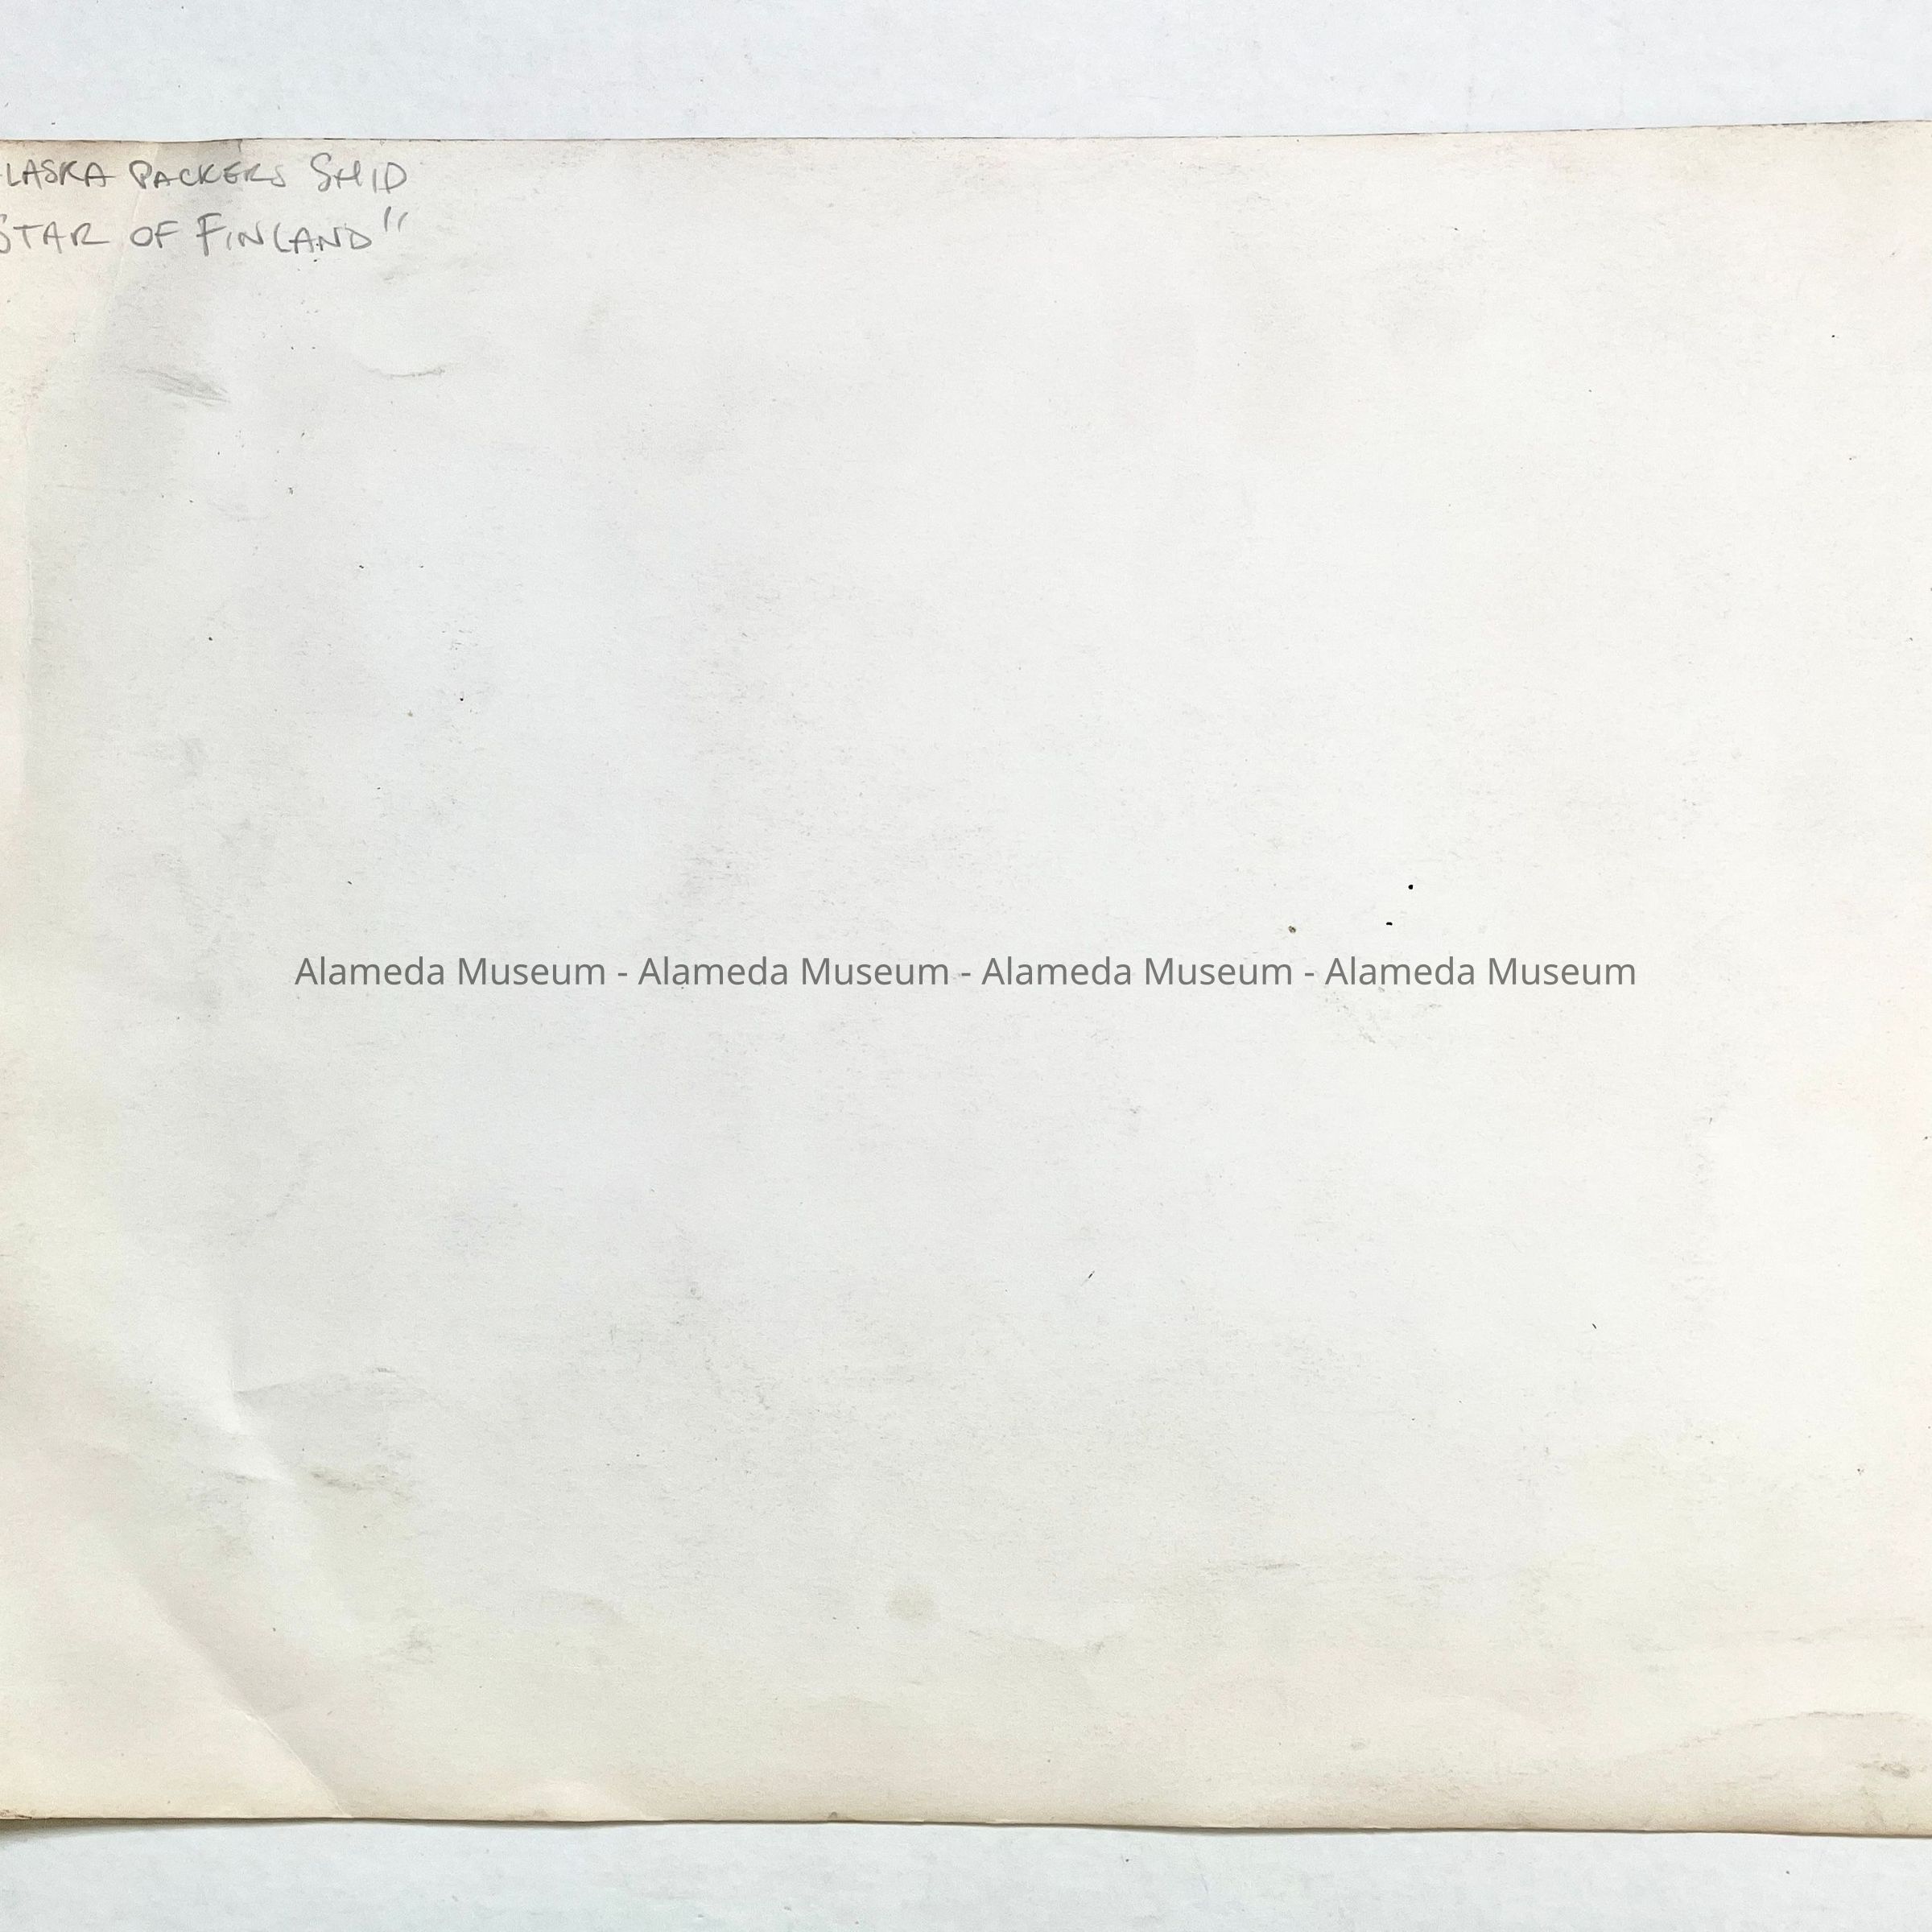 LASKA PACKERS SHIP
STAR OF FINLAND"
Alameda Museum - Alameda Museum - Alameda Museum - Alameda Museum